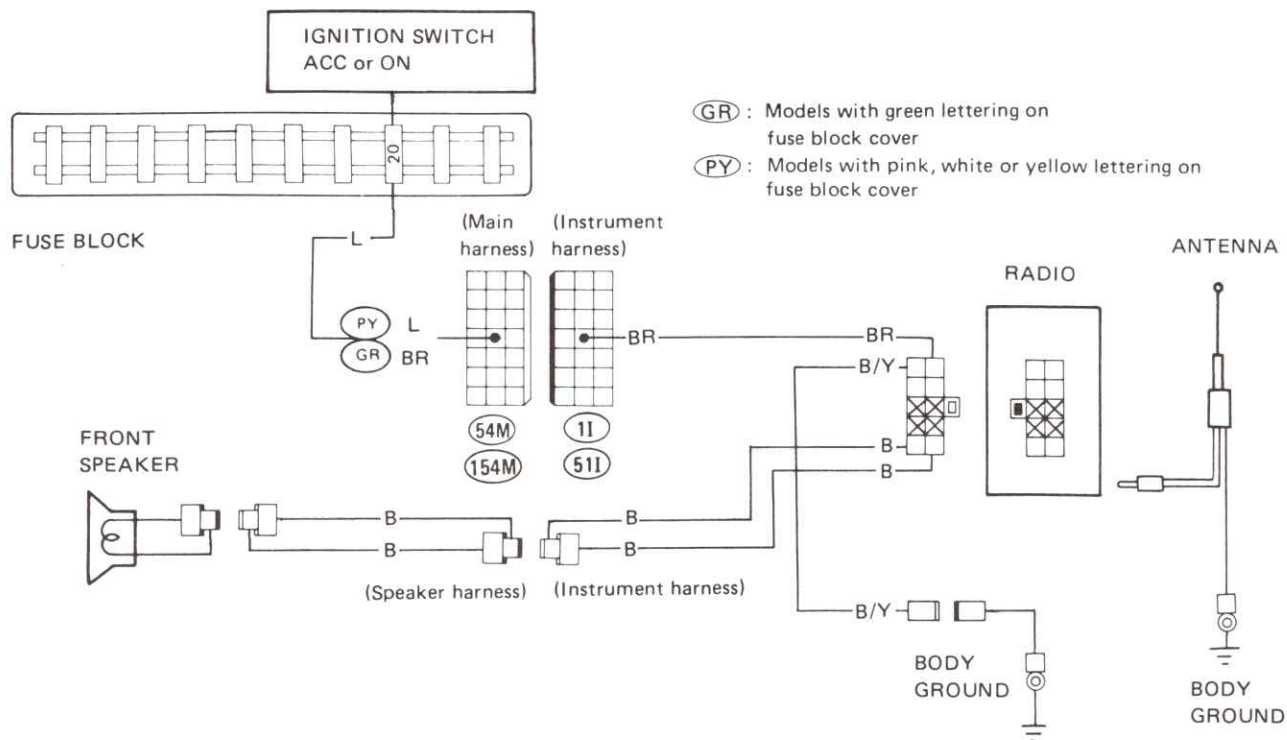 IGNITION SWITCH
ACC or ON
20
FUSE BLOCK
GR : Models with green lettering on
fuse block cover
PY : Models with pink, white or yellow lettering on
fuse block cover
L
(Main
harness)
(Instrument
harness)
PY L
GR BR
BR
BR
B/Y
54M
154M
1I
51I
RADIO
ANTENNA
FRONT
SPEAKER
B
B
B
B
B
B
(Speaker harness)
(Instrument harness)
B/Y
BODY
GROUND
BODY
GROUND